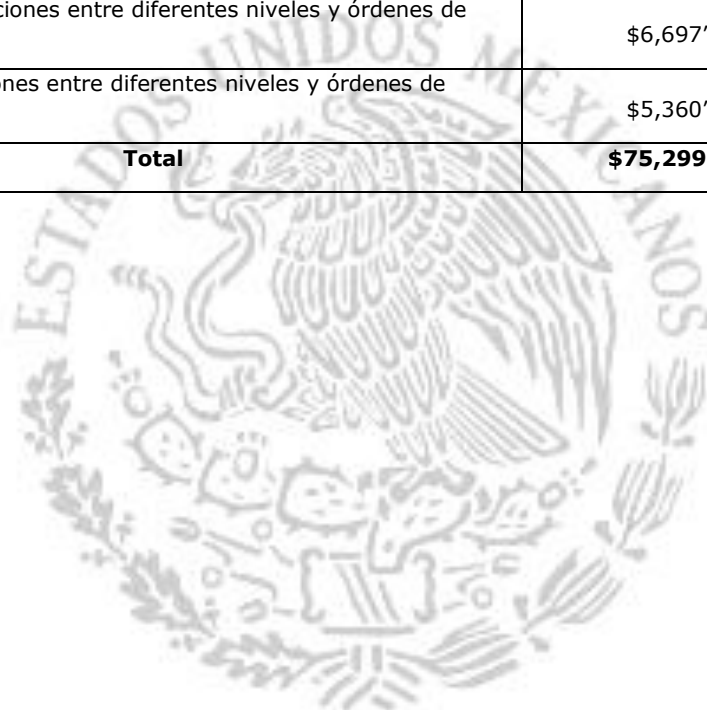 ciones entre diferentes niveles y órdenes de
$6,697’
ones entre diferentes niveles y órdenes de
$5,360’
Total $75,299
ESTADOS UNIDOS MEXICANOS